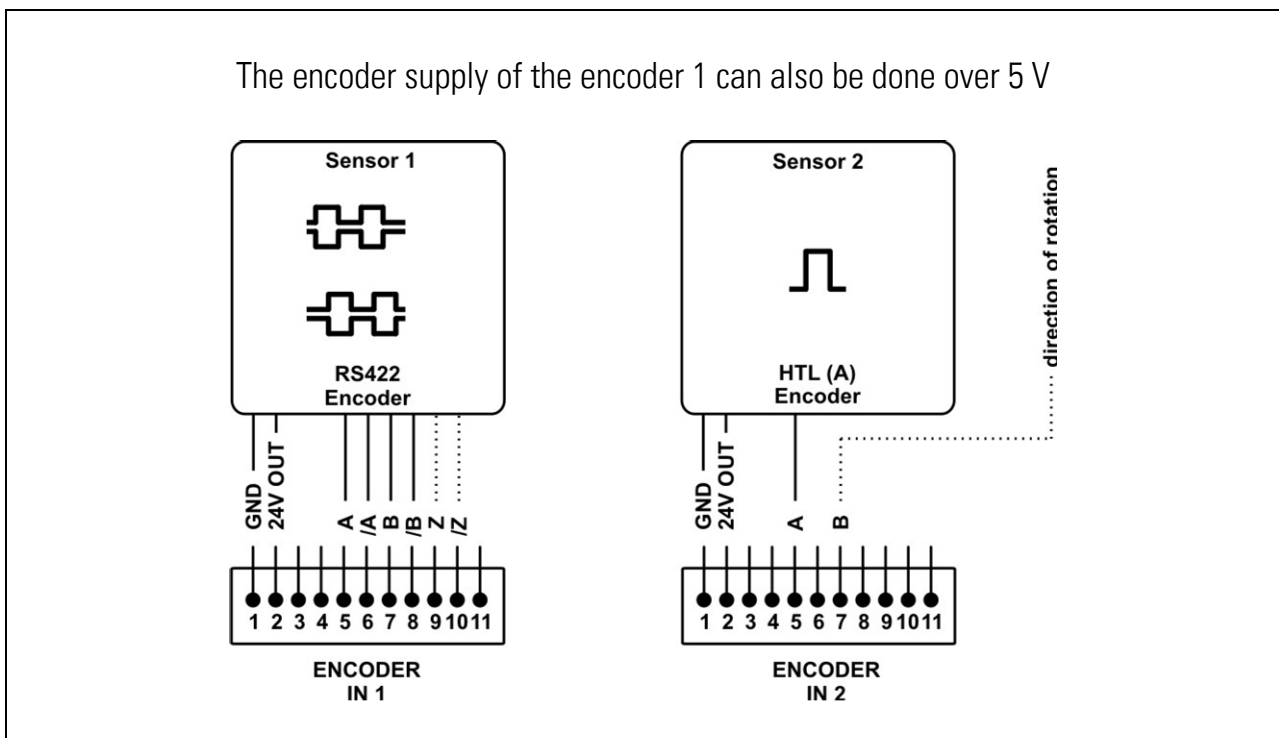 The encoder supply of the encoder 1 can also be done over 5 V
Sensor 1
RS422
Encoder
GND
24V OUT
A
/A
B
/B
Z
/Z
1 2 3 4 5 6 7 8 9 10 11
ENCODER
IN 1
Sensor 2
HTL (A)
Encoder
direction of rotation
GND
24V OUT
A
B
1 2 3 4 5 6 7 8 9 10 11
ENCODER
IN 2